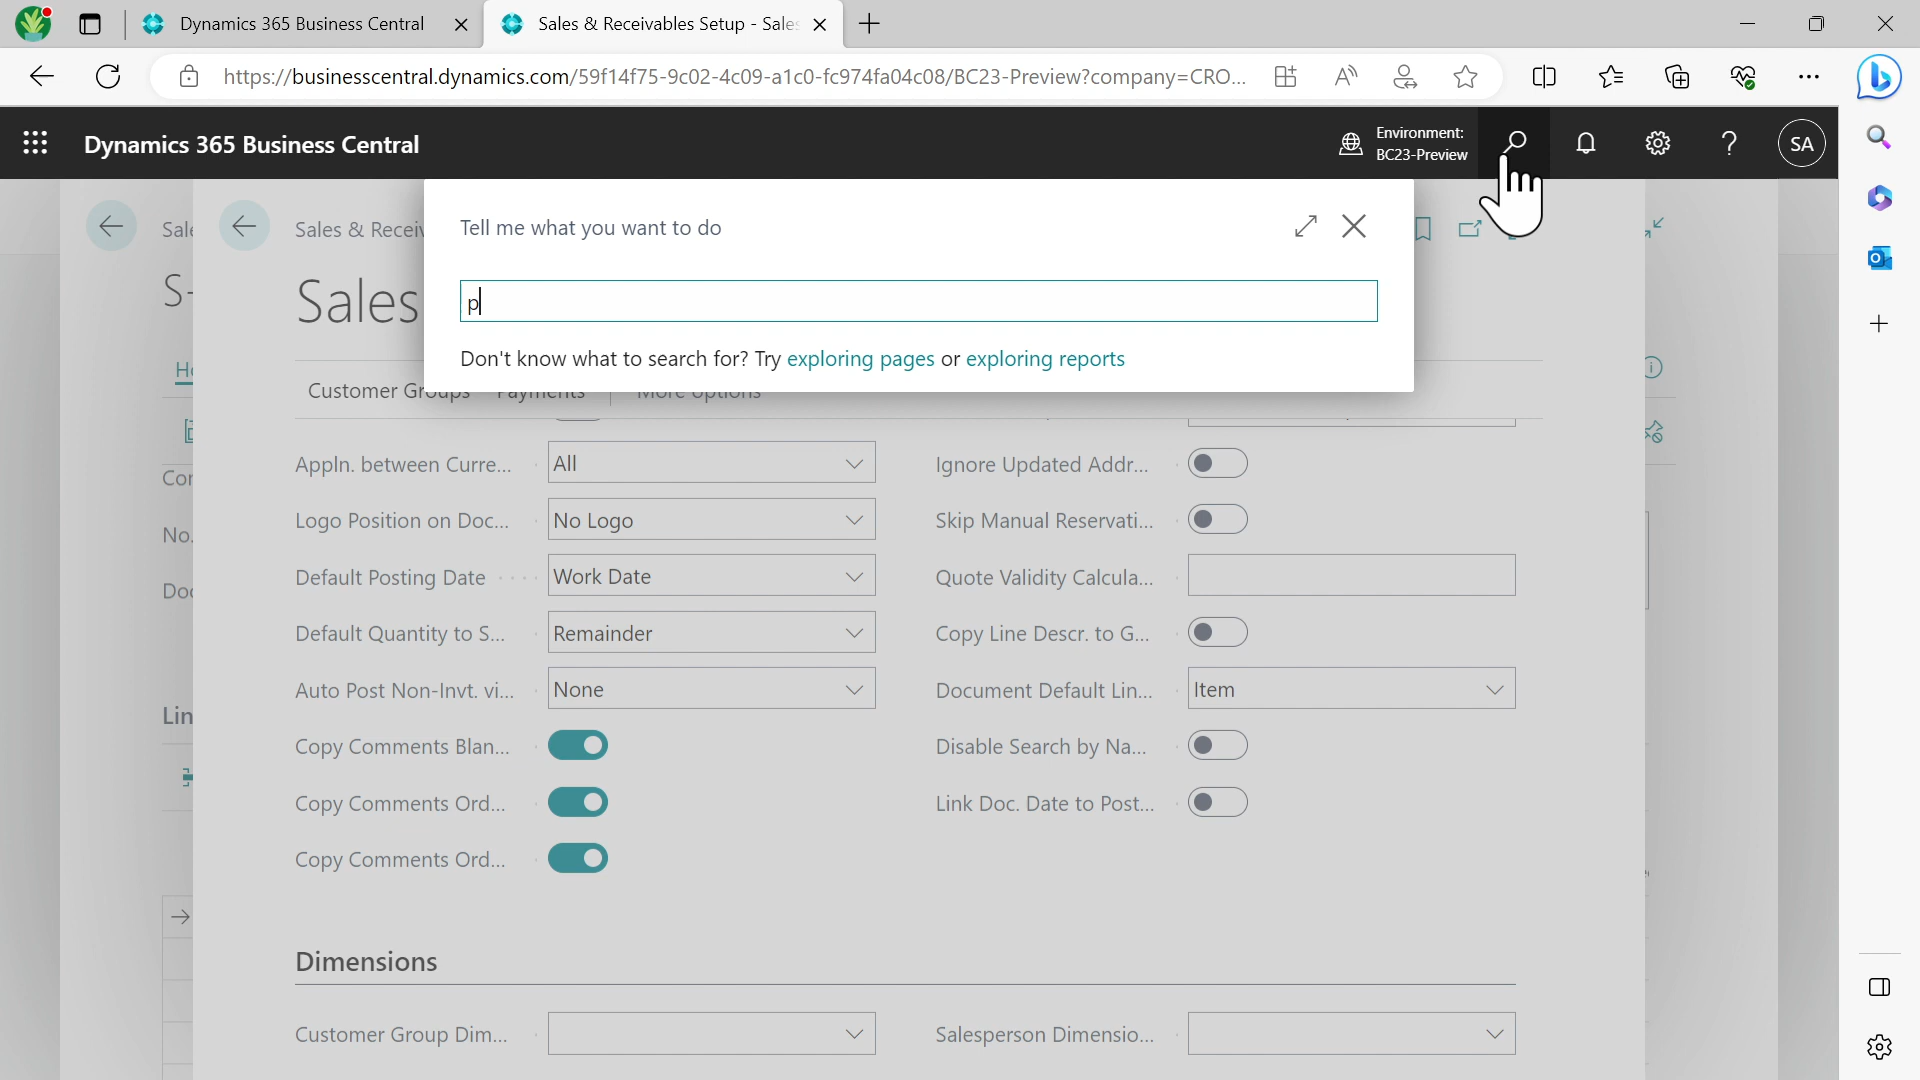 Dynamics 365 Business Central
Sales & Receivables Setup - Sales
https://businesscentral.dynamics.com/59f14f75-9c02-4c09-a1c0-fc974fa04c08/BC23-Preview?company=CRO...
Dynamics 365 Business Central
Environment:
BC23-Preview
SA
Sales & Recei
Sales
Tell me what you want to do
p
Don't know what to search for? Try exploring pages or exploring reports
Customer Groups Payments More options
Appln. between Curre... All
Ignore Updated Addr...
Logo Position on Doc... No Logo
Skip Manual Reservati...
Default Posting Date Work Date
Quote Validity Calcula...
Default Quantity to S... Remainder
Copy Line Descr. to G...
Auto Post Non-Invt. vi... None
Document Default Lin... Item
Copy Comments Blan...
Disable Search by Na...
Copy Comments Ord...
Link Doc. Date to Post...
Copy Comments Ord...
No.
Dimensions
Customer Group Dim...
Salesperson Dimensio...